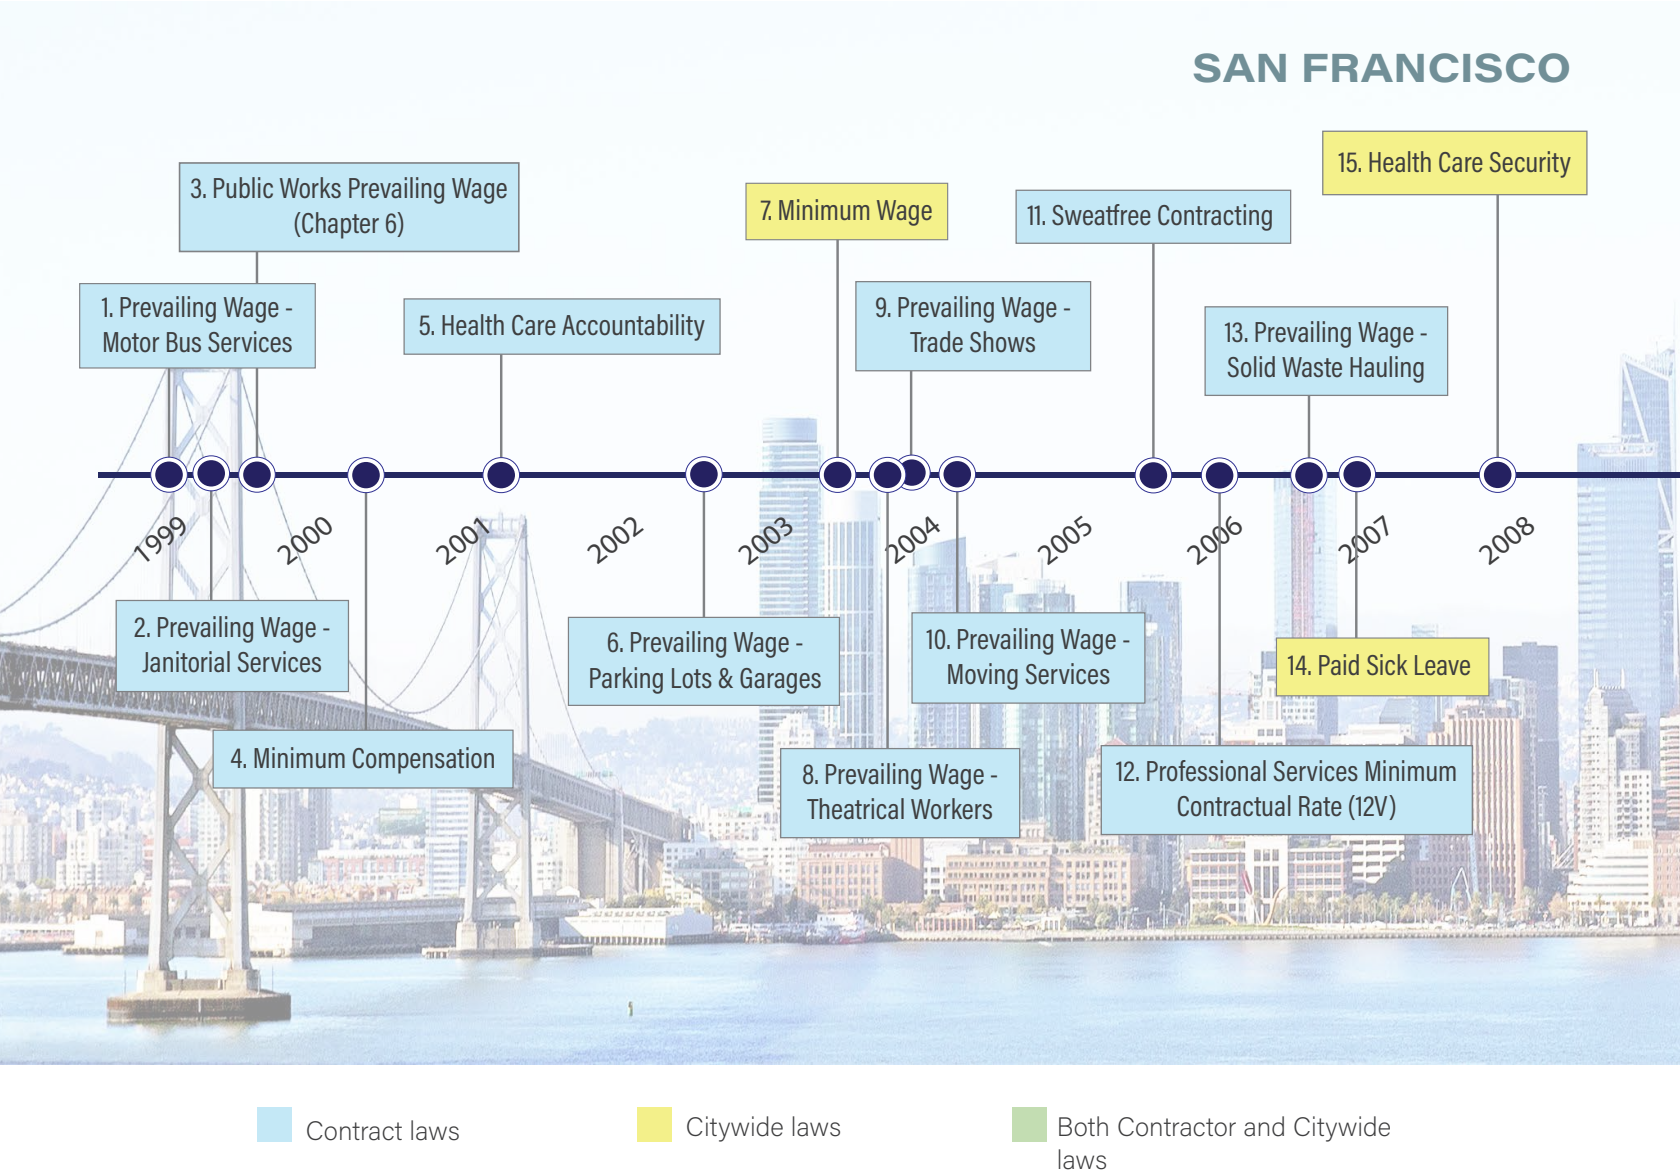 SAN FRANCISCO
15. Health Care Security
3. Public Works Prevailing Wage
(Chapter 6)
7. Minimum Wage
11. Sweatfree Contracting
1. Prevailing Wage -
Motor Bus Services
5. Health Care Accountability
9. Prevailing Wage -
Trade Shows
13. Prevailing Wage -
Solid Waste Hauling
1999
2000
2001
2002
2003
2004
2005
2006
2007
2008
2. Prevailing Wage -
Janitorial Services
6. Prevailing Wage -
Parking Lots & Garages
10. Prevailing Wage -
Moving Services
14. Paid Sick Leave
4. Minimum Compensation
8. Prevailing Wage -
Theatrical Workers
12. Professional Services Minimum
Contractual Rate (12V)
Contract laws
Citywide laws
Both Contractor and Citywide
laws